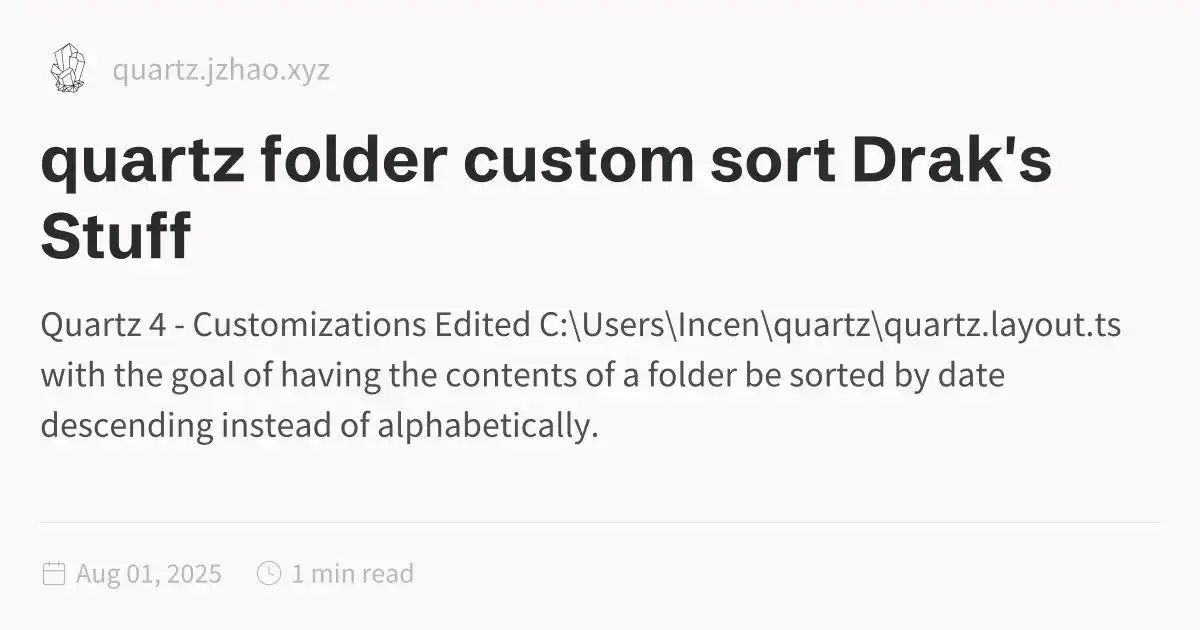 quartz.jzhao.xyz
quartz folder custom sort Drak's
Stuff
Quartz 4 - Customizations Edited C:\Users\Incen\quartz\quartz.layout.ts
with the goal of having the contents of a folder be sorted by date
descending instead of alphabetically.
Aug 01, 2025 1 min read